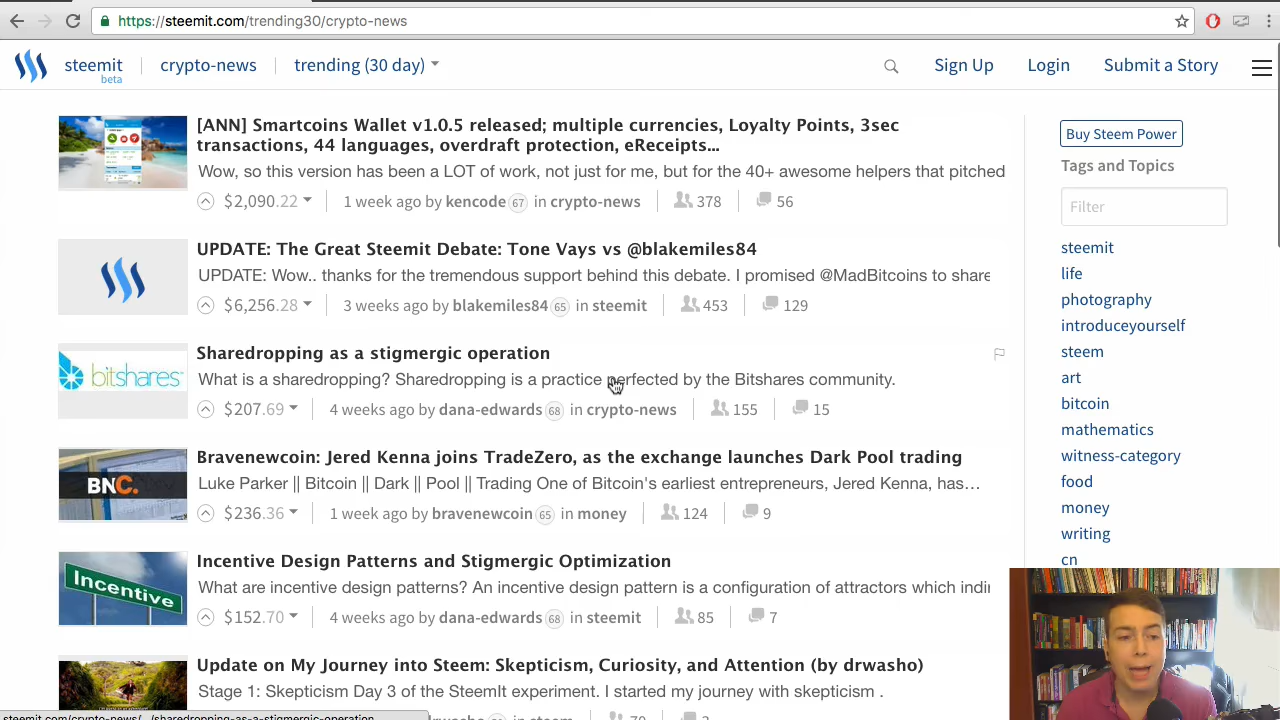 https://steemit.com/trending30/crypto-news
steemit
beta
crypto-news
trending (30 day)
Sign Up
Login
Submit a Story
[ANN] Smartcoins Wallet v1.0.5 released; multiple currencies, Loyalty Points, 3sec
transactions, 44 languages, overdraft protection, eReceipts...
Wow, so this version has been a LOT of work, not just for me, but for the 40+ awesome helpers that pitched
$2,090.22 1 week ago by kencode 67 in crypto-news 378 56
UPDATE: The Great Steemit Debate: Tone Vays vs @blakemiles84
UPDATE: Wow.. thanks for the tremendous support behind this debate. I promised @MadBitcoins to share
$6,256.28 3 weeks ago by blakemiles84 65 in steemit 453 129
bitshares
Sharedropping as a stigmergic operation
What is a sharedropping? Sharedropping is a practice perfected by the Bitshares community.
$207.69 4 weeks ago by dana-edwards 68 in crypto-news 155 15
BNC.
Bravenewcoin: Jered Kenna joins TradeZero, as the exchange launches Dark Pool trading
Luke Parker || Bitcoin || Dark || Pool || Trading One of Bitcoin's earliest entrepreneurs, Jered Kenna, has...
$236.36 1 week ago by bravenewcoin 65 in money 124 9
Incentive
Incentive Design Patterns and Stigmergic Optimization
What are incentive design patterns? An incentive design pattern is a configuration of attractors which indir
$152.70 4 weeks ago by dana-edwards 68 in steemit 85 7
Update on My Journey into Steem: Skepticism, Curiosity, and Attention (by drwasho)
Stage 1: Skepticism Day 3 of the SteemIt experiment. I started my journey with skepticism .
Buy Steem Power
Tags and Topics
Filter
steemit
life
photography
introduceyourself
steem
art
bitcoin
mathematics
witness-category
food
money
writing
cn